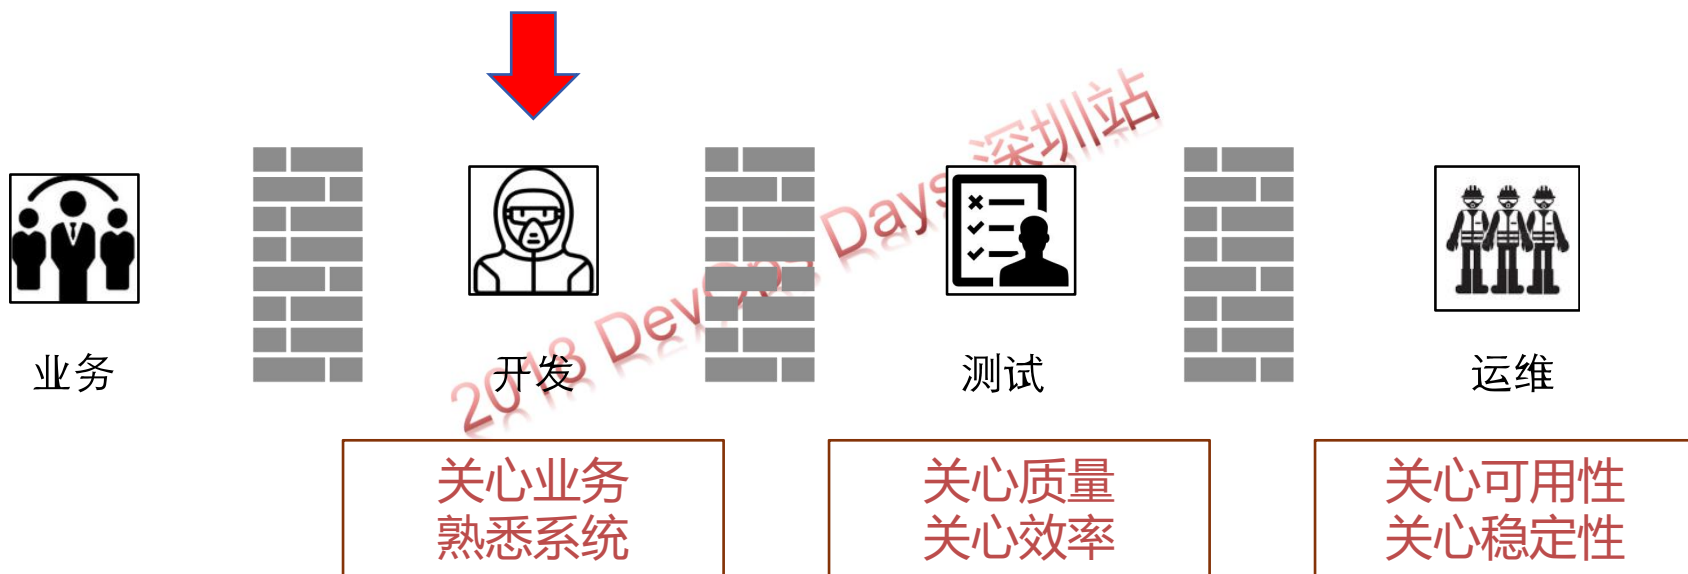 2018 DevOps Days 深圳站
业务
开发
测试
运维
关心业务
熟悉系统
关心质量
关心效率
关心可用性
关心稳定性